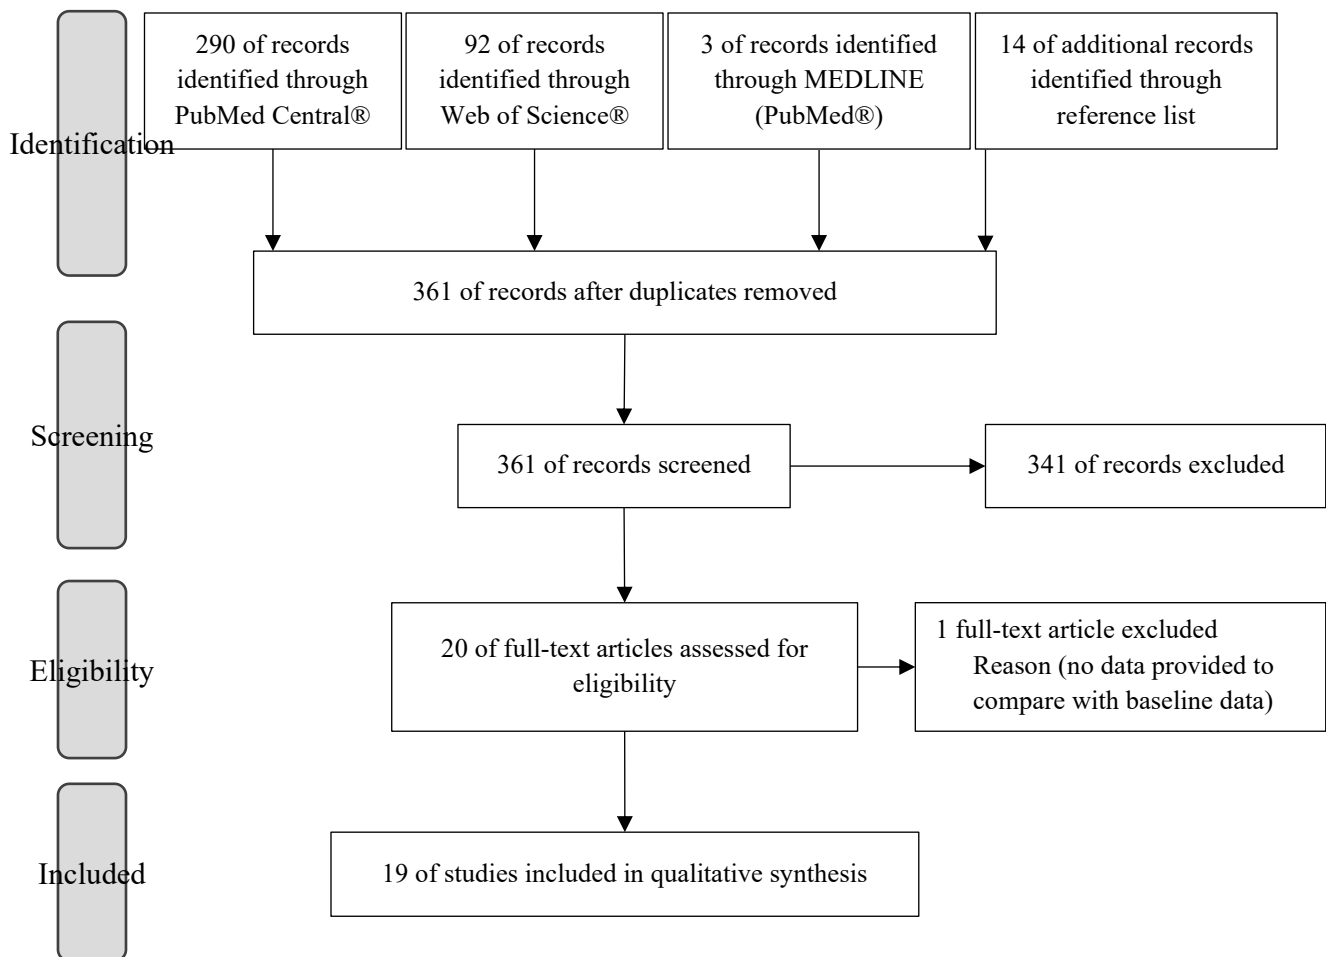 290 of records
identified through
PubMed Central®
92 of records
identified through
Web of Science®
3 of records identified
through MEDLINE
(PubMed®)
14 of additional records
identified through
reference list
Identification
361 of records after duplicates removed
Screening
361 of records screened
341 of records excluded
Eligibility
20 of full-text articles assessed for
eligibility
1 full-text article excluded
Reason (no data provided to
compare with baseline data)
Included
19 of studies included in qualitative synthesis